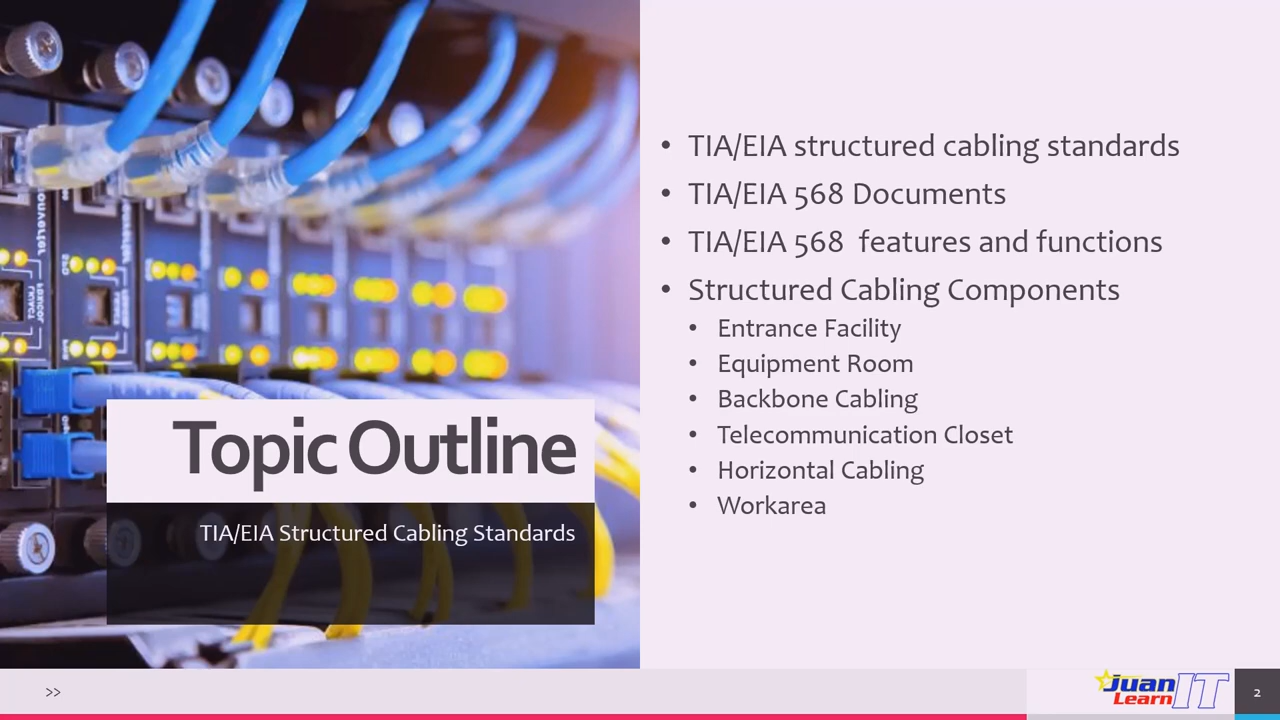 Topic Outline
TIA/EIA Structured Cabling Standards
• TIA/EIA structured cabling standards
• TIA/EIA 568 Documents
• TIA/EIA 568  features and functions
• Structured Cabling Components
• Entrance Facility
• Equipment Room
• Backbone Cabling
• Telecommunication Closet
• Horizontal Cabling
• Workarea
>>
Juan
Learn IT
2